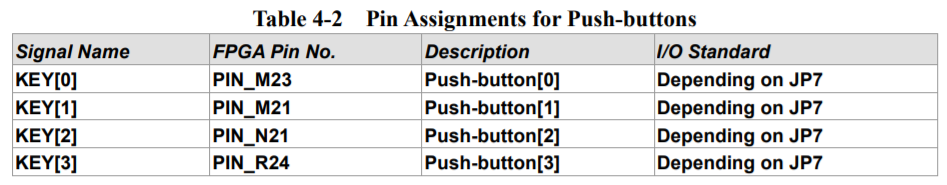 Table 4-2 Pin Assignments for Push-buttons
Signal Name FPGA Pin No. Description I/O Standard
KEY[0] PIN_M23 Push-button[0] Depending on JP7
KEY[1] PIN_M21 Push-button[1] Depending on JP7
KEY[2] PIN_N21 Push-button[2] Depending on JP7
KEY[3] PIN_R24 Push-button[3] Depending on JP7